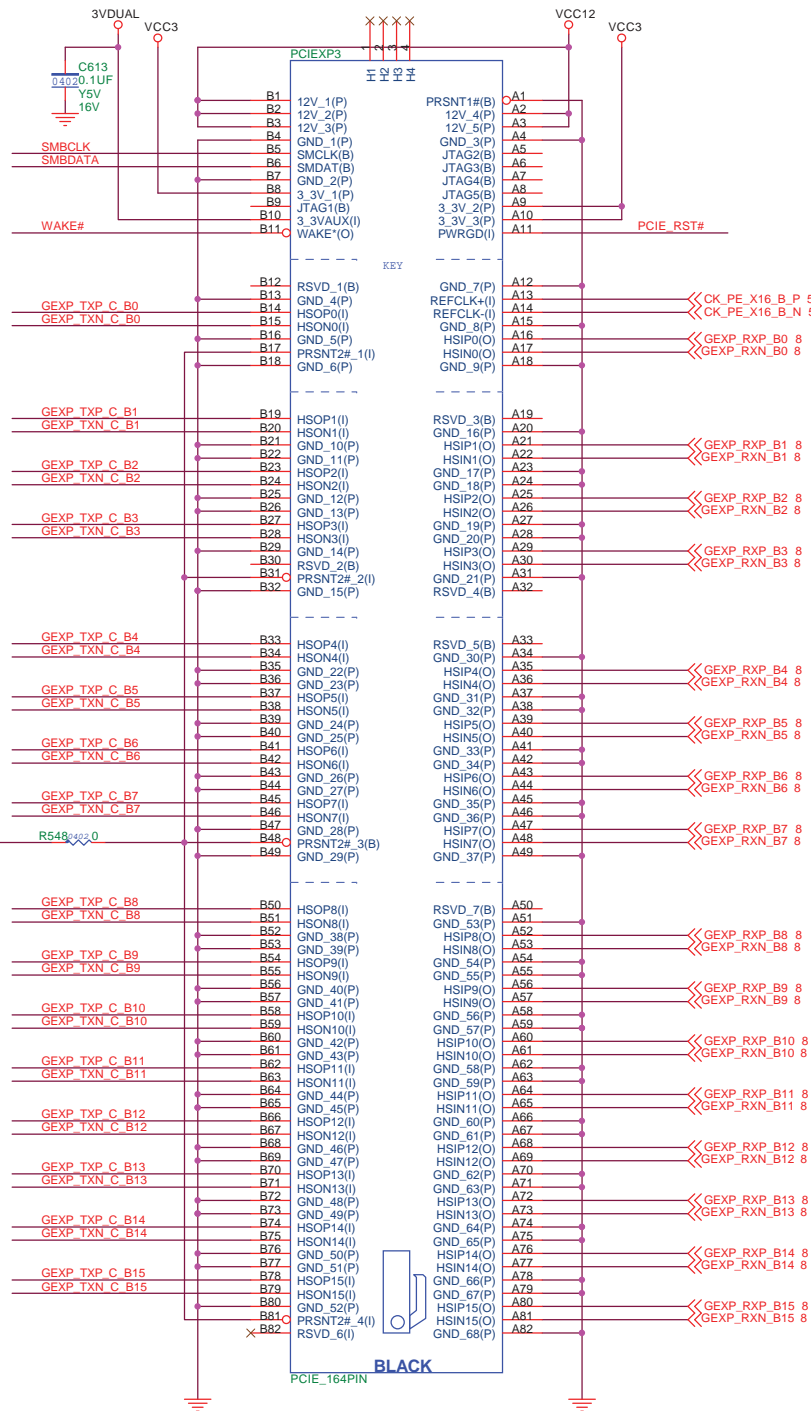 3VDUAL VCC3 VCC12 VCC3
C613
0402 0.1UF
Y5V
16V
PCIEXP3
1 2 3 4
H1 H2 H3 H4
B1 12V_1(P) PRSNT1#(B) A1
B2 12V_2(P) 12V_4(P) A2
B3 12V_3(P) 12V_5(P) A3
B4 GND_1(P) GND_3(P) A4
SMBCLK B5 SMCLK(B) JTAG2(B) A5
SMBDATA B6 SMDAT(B) JTAG3(B) A6
B7 GND_2(P) JTAG4(B) A7
B8 3_3V_1(P) JTAG5(B) A8
B9 JTAG1(B) 3_3V_2(P) A9
B10 3_3VAUX(I) 3_3V_3(P) A10
WAKE# B11 WAKE*(O) PWRGD(I) A11 PCIE_RST#
KEY
B12 RSVD_1(B) GND_7(P) A12
B13 GND_4(P) REFCLK+(I) A13 CK_PE_X16_B_P 5
GEXP_TXP_C_B0 B14 HSOP0(I) REFCLK-(I) A14 CK_PE_X16_B_N 5
GEXP_TXN_C_B0 B15 HSON0(I) GND_8(P) A15
B16 GND_5(P) HSIP0(O) A16 GEXP_RXP_B0 8
B17 PRSNT2#_1(I) HSIN0(O) A17 GEXP_RXN_B0 8
B18 GND_6(P) GND_9(P) A18
GEXP_TXP_C_B1 B19 HSOP1(I) RSVD_3(B) A19
GEXP_TXN_C_B1 B20 HSON1(I) GND_16(P) A20
B21 GND_10(P) HSIP1(O) A21 GEXP_RXP_B1 8
B22 GND_11(P) HSIN1(O) A22 GEXP_RXN_B1 8
GEXP_TXP_C_B2 B23 HSOP2(I) GND_17(P) A23
GEXP_TXN_C_B2 B24 HSON2(I) GND_18(P) A24
B25 GND_12(P) HSIP2(O) A25 GEXP_RXP_B2 8
B26 GND_13(P) HSIN2(O) A26 GEXP_RXN_B2 8
GEXP_TXP_C_B3 B27 HSOP3(I) GND_19(P) A27
GEXP_TXN_C_B3 B28 HSON3(I) GND_20(P) A28
B29 GND_14(P) HSIP3(O) A29 GEXP_RXP_B3 8
B30 RSVD_2(B) HSIN3(O) A30 GEXP_RXN_B3 8
B31 PRSNT2#_2(I) GND_21(P) A31
B32 GND_15(P) RSVD_4(B) A32
GEXP_TXP_C_B4 B33 HSOP4(I) RSVD_5(B) A33
GEXP_TXN_C_B4 B34 HSON4(I) GND_30(P) A34
B35 GND_22(P) HSIP4(O) A35 GEXP_RXP_B4 8
B36 GND_23(P) HSIN4(O) A36 GEXP_RXN_B4 8
GEXP_TXP_C_B5 B37 HSOP5(I) GND_31(P) A37
GEXP_TXN_C_B5 B38 HSON5(I) GND_32(P) A38
B39 GND_24(P) HSIP5(O) A39 GEXP_RXP_B5 8
B40 GND_25(P) HSIN5(O) A40 GEXP_RXN_B5 8
GEXP_TXP_C_B6 B41 HSOP6(I) GND_33(P) A41
GEXP_TXN_C_B6 B42 HSON6(I) GND_34(P) A42
B43 GND_26(P) HSIP6(O) A43 GEXP_RXP_B6 8
B44 GND_27(P) HSIN6(O) A44 GEXP_RXN_B6 8
GEXP_TXP_C_B7 B45 HSOP7(I) GND_35(P) A45
GEXP_TXN_C_B7 B46 HSON7(I) GND_36(P) A46
B47 GND_28(P) HSIP7(O) A47 GEXP_RXP_B7 8
R548 0402 0 B48 PRSNT2#_3(B) HSIN7(O) A48 GEXP_RXN_B7 8
B49 GND_29(P) GND_37(P) A49
GEXP_TXP_C_B8 B50 HSOP8(I) RSVD_7(B) A50
GEXP_TXN_C_B8 B51 HSON8(I) GND_53(P) A51
B52 GND_38(P) HSIP8(O) A52 GEXP_RXP_B8 8
B53 GND_39(P) HSIN8(O) A53 GEXP_RXN_B8 8
GEXP_TXP_C_B9 B54 HSOP9(I) GND_54(P) A54
GEXP_TXN_C_B9 B55 HSON9(I) GND_55(P) A55
B56 GND_40(P) HSIP9(O) A56 GEXP_RXP_B9 8
B57 GND_41(P) HSIN9(O) A57 GEXP_RXN_B9 8
GEXP_TXP_C_B10 B58 HSOP10(I) GND_56(P) A58
GEXP_TXN_C_B10 B59 HSON10(I) GND_57(P) A59
B60 GND_42(P) HSIP10(O) A60 GEXP_RXP_B10 8
B61 GND_43(P) HSIN10(O) A61 GEXP_RXN_B10 8
GEXP_TXP_C_B11 B62 HSOP11(I) GND_58(P) A62
GEXP_TXN_C_B11 B63 HSON11(I) GND_59(P) A63
B64 GND_44(P) HSIP11(O) A64 GEXP_RXP_B11 8
B65 GND_45(P) HSIN11(O) A65 GEXP_RXN_B11 8
GEXP_TXP_C_B12 B66 HSOP12(I) GND_60(P) A66
GEXP_TXN_C_B12 B67 HSON12(I) GND_61(P) A67
B68 GND_46(P) HSIP12(O) A68 GEXP_RXP_B12 8
B69 GND_47(P) HSIN12(O) A69 GEXP_RXN_B12 8
GEXP_TXP_C_B13 B70 HSOP13(I) GND_62(P) A70
GEXP_TXN_C_B13 B71 HSON13(I) GND_63(P) A71
B72 GND_48(P) HSIP13(O) A72 GEXP_RXP_B13 8
B73 GND_49(P) HSIN13(O) A73 GEXP_RXN_B13 8
GEXP_TXP_C_B14 B74 HSOP14(I) GND_64(P) A74
GEXP_TXN_C_B14 B75 HSON14(I) GND_65(P) A75
B76 GND_50(P) HSIP14(O) A76 GEXP_RXP_B14 8
B77 GND_51(P) HSIN14(O) A77 GEXP_RXN_B14 8
GEXP_TXP_C_B15 B78 HSOP15(I) GND_66(P) A78
GEXP_TXN_C_B15 B79 HSON15(I) GND_67(P) A79
B80 GND_52(P) HSIP15(O) A80 GEXP_RXP_B15 8
B81 PRSNT2#_4(I) HSIN15(O) A81 GEXP_RXN_B15 8
B82 RSVD_6(I) GND_68(P) A82
BLACK
PCIE_164PIN